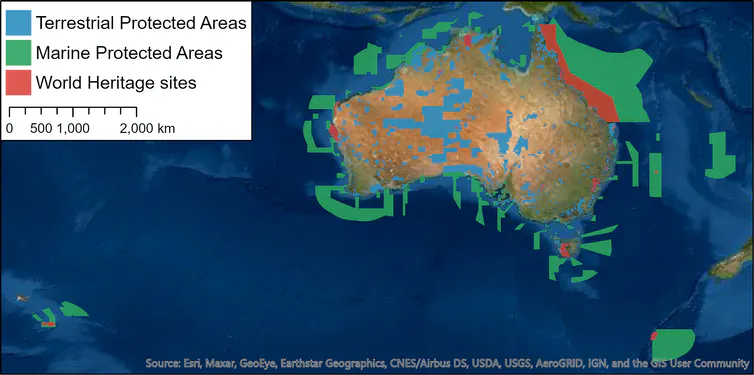 Terrestrial Protected Areas
Marine Protected Areas
World Heritage sites
0 500 1,000 2,000 km
Source: Esri, Maxar, GeoEye, Earthstar Geographics, CNES/Airbus DS, USDA, USGS, AeroGRID, IGN, and the GIS User Community